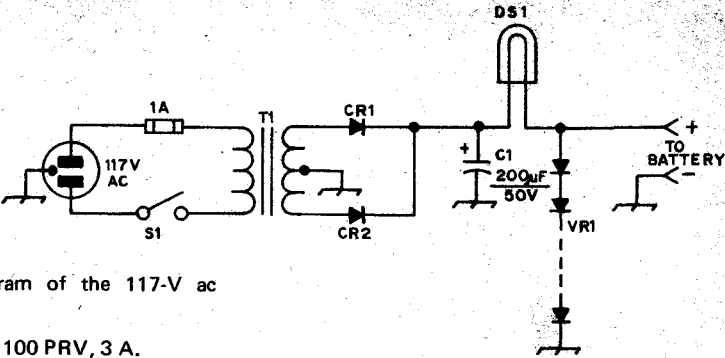 DS1
1A
T1
CR1
117V
AC
+
C1
200µF
50V
+
TO
BATTERY
-
S1
CR2
VR1
ram of the 117-V ac
100 PRV, 3 A.